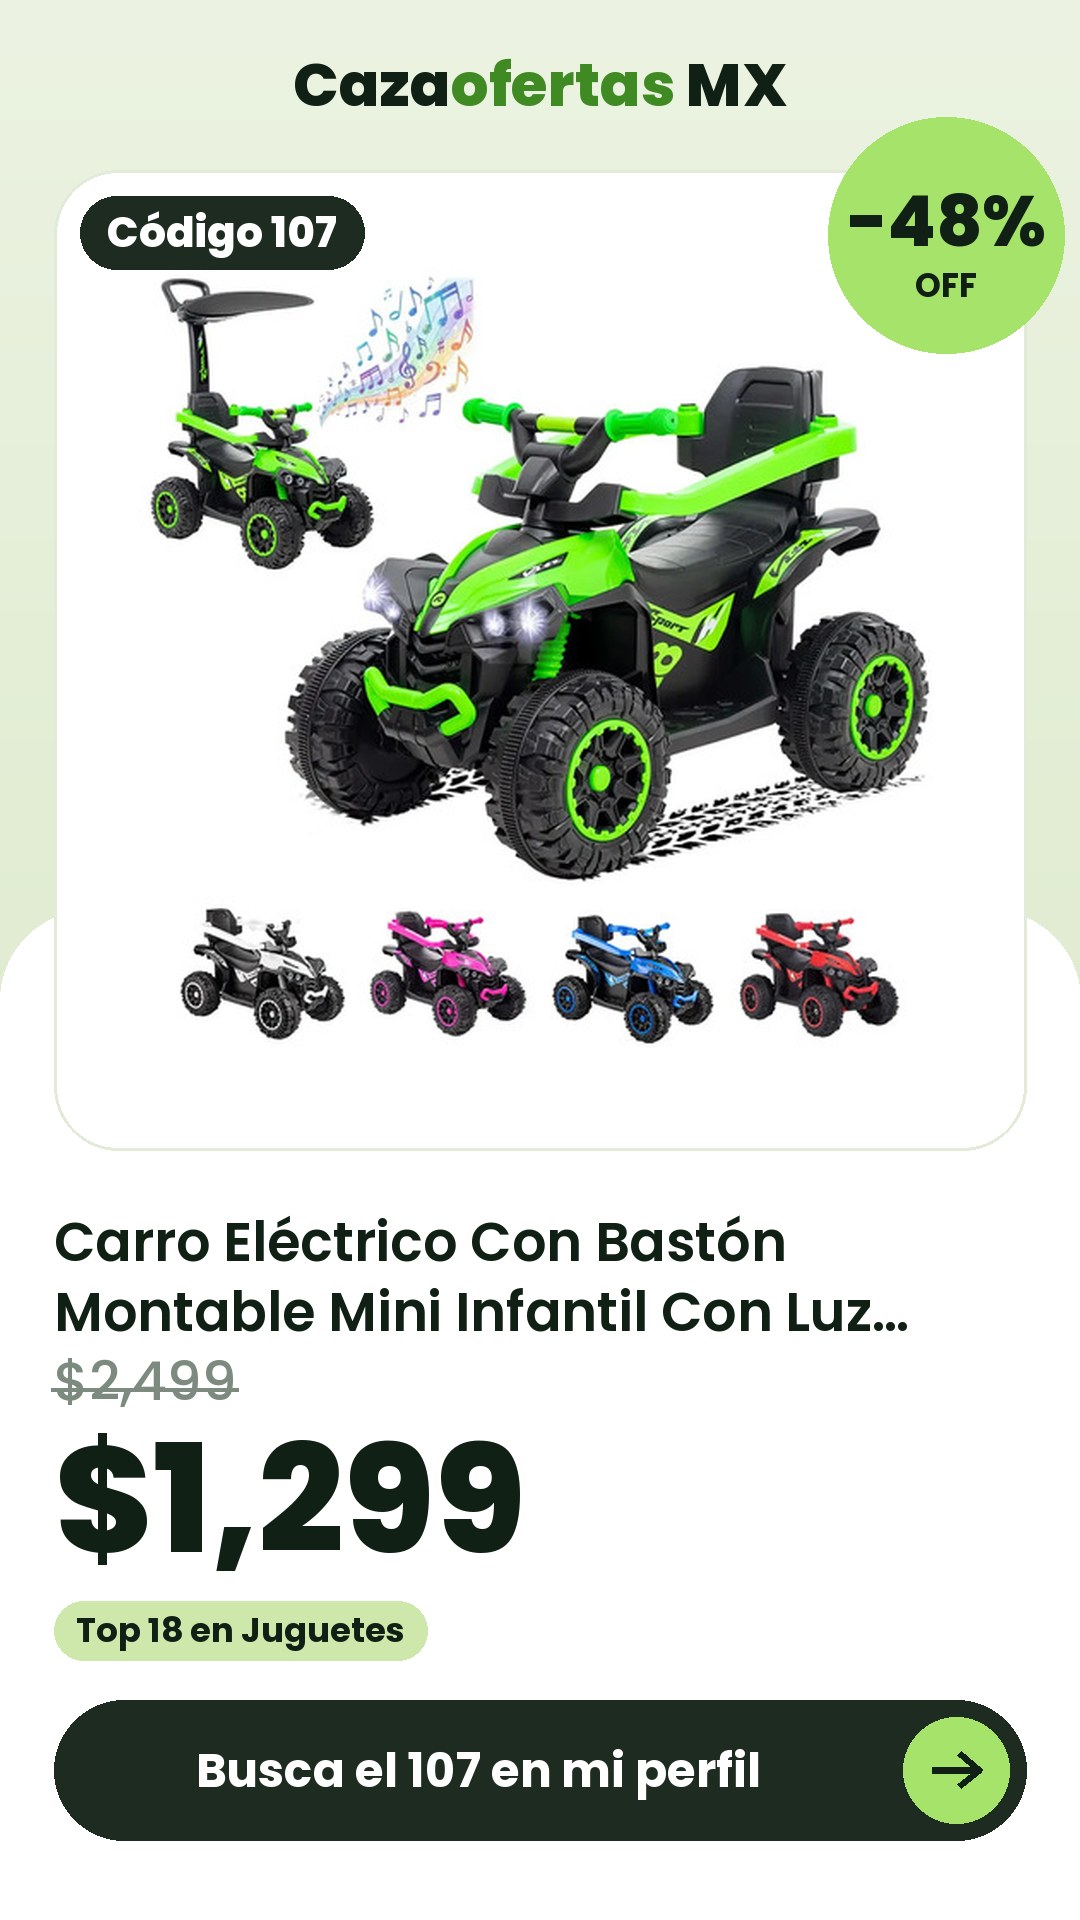 Cazaofertas MX
Código 107
-48%
OFF
Sport
Carro Eléctrico Con Bastón
Montable Mini Infantil Con Luz...
$2,499
$1,299
Top 18 en Juguetes
Busca el 107 en mi perfil